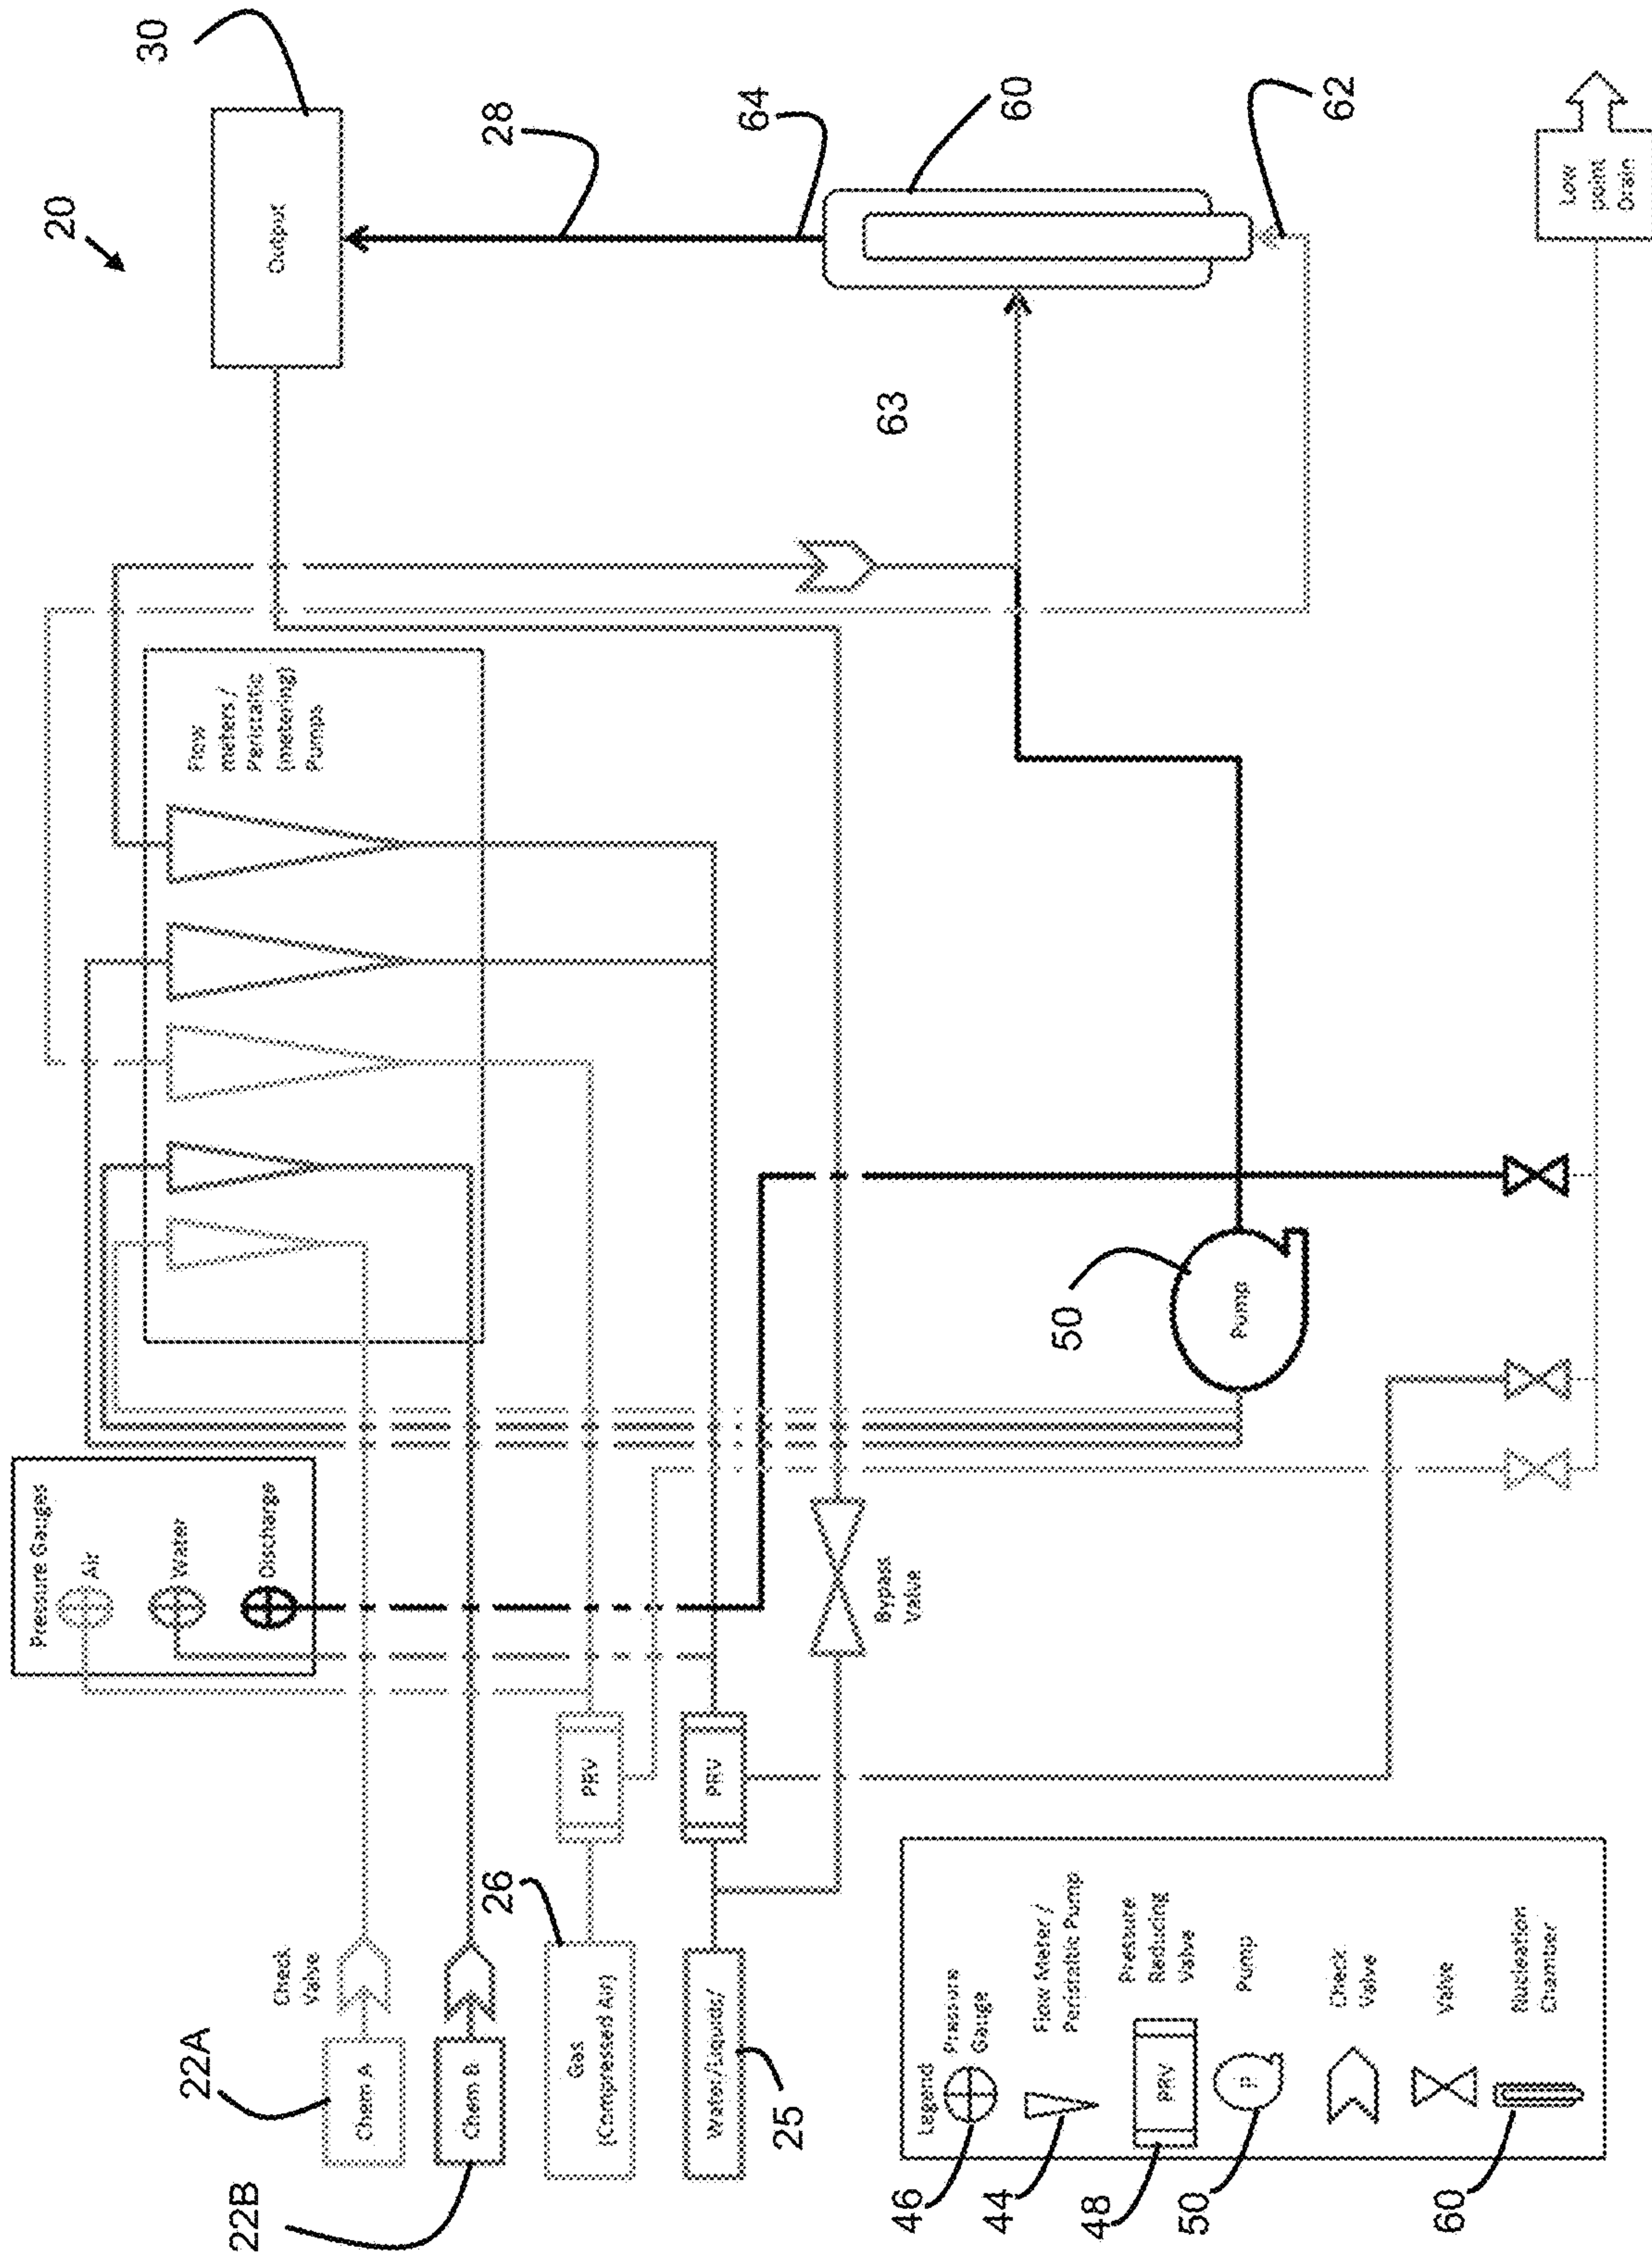 20
30
Output
28
64
60
62
63
Low
point
Drain
Flow
meters /
Peristaltic
(metering)
Pumps
Pressure Gauges
Air
Water
Discharge
50
Pump
Bypass
Valve
22A
Chem A
Check
Valve
22B
Chem B
26
Gas
(Compressed Air)
PRV
PRV
Water/Liquid/
25
Legend
46
Pressure
Gauge
44
Flow Meter /
Peristaltic Pump
48
PRV
Pressure
Reducing
Valve
50
P
Pump
Check
Valve
Valve
60
Nucleation
Chamber